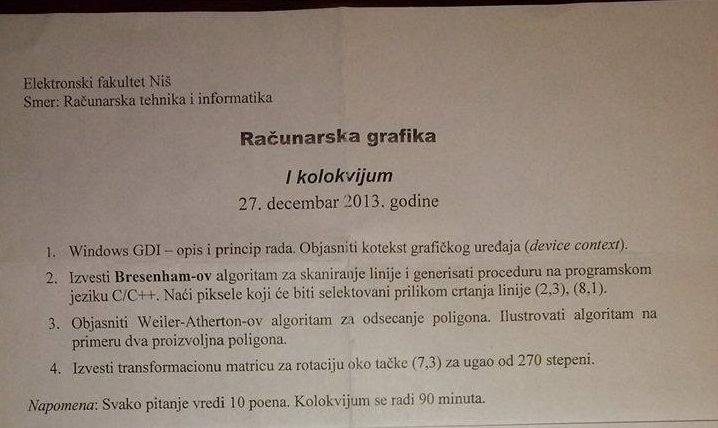 Elektronski fakultet Niš
Smer: Računarska tehnika i informatika
Računarska grafika
I kolokvijum
27. decembar 2013. godine
1. Windows GDI – opis i princip rada. Objasniti kotekst grafičkog uređaja (device context).
2. Izvesti Bresenham-ov algoritam za skaniranje linije i generisati proceduru na programskom
jeziku C/C++. Naći piksele koji će biti selektovani prilikom crtanja linije (2,3), (8,1).
3. Objasniti Weiler-Atherton-ov algoritam za odsecanje poligona. Ilustrovati algoritam na
primeru dva proizvoljna poligona.
4. Izvesti transformacionu matricu za rotaciju oko tačke (7,3) za ugao od 270 stepeni.
Napomena: Svako pitanje vredi 10 poena. Kolokvijum se radi 90 minuta.